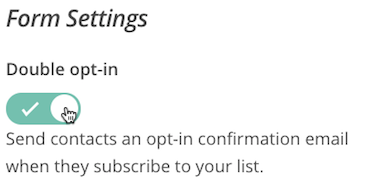 Form Settings
Double opt-in
Send contacts an opt-in confirmation email
when they subscribe to your list.